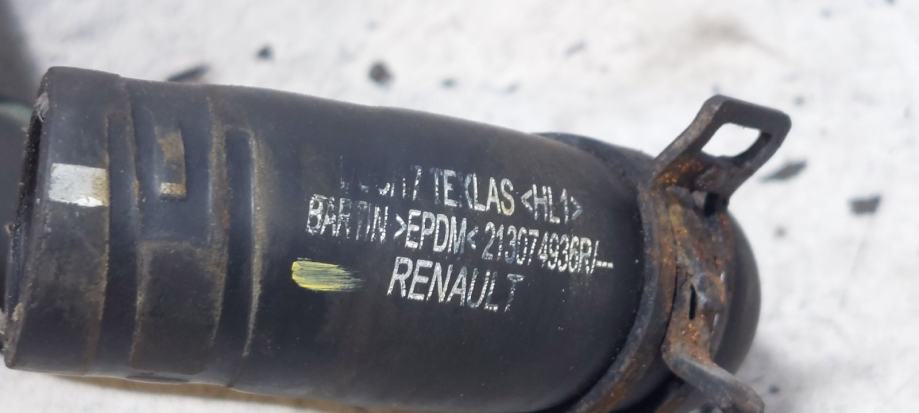 TEKLAS <HL1>
BARTIN >EPDM< 213074936R/---
RENAULT